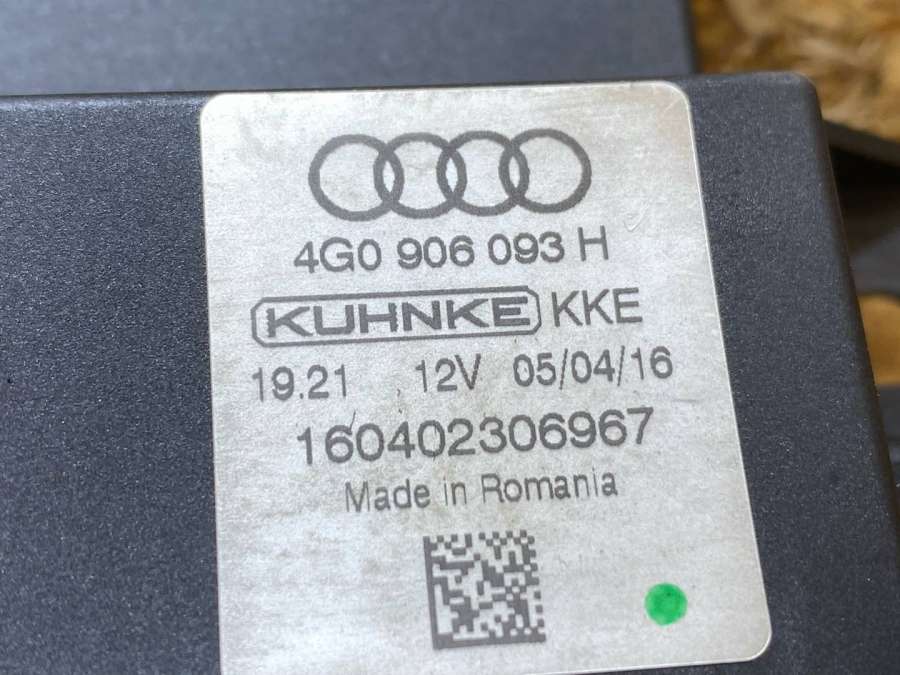 4G0 906 093 H
KUHNKE KKE
19.21 12V 05/04/16
160402306967
Made in Romania